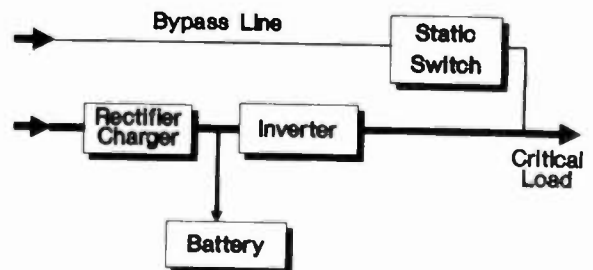 Bypass Line
Static
Switch
Rectifier
Charger
Inverter
Critical
Load
Battery